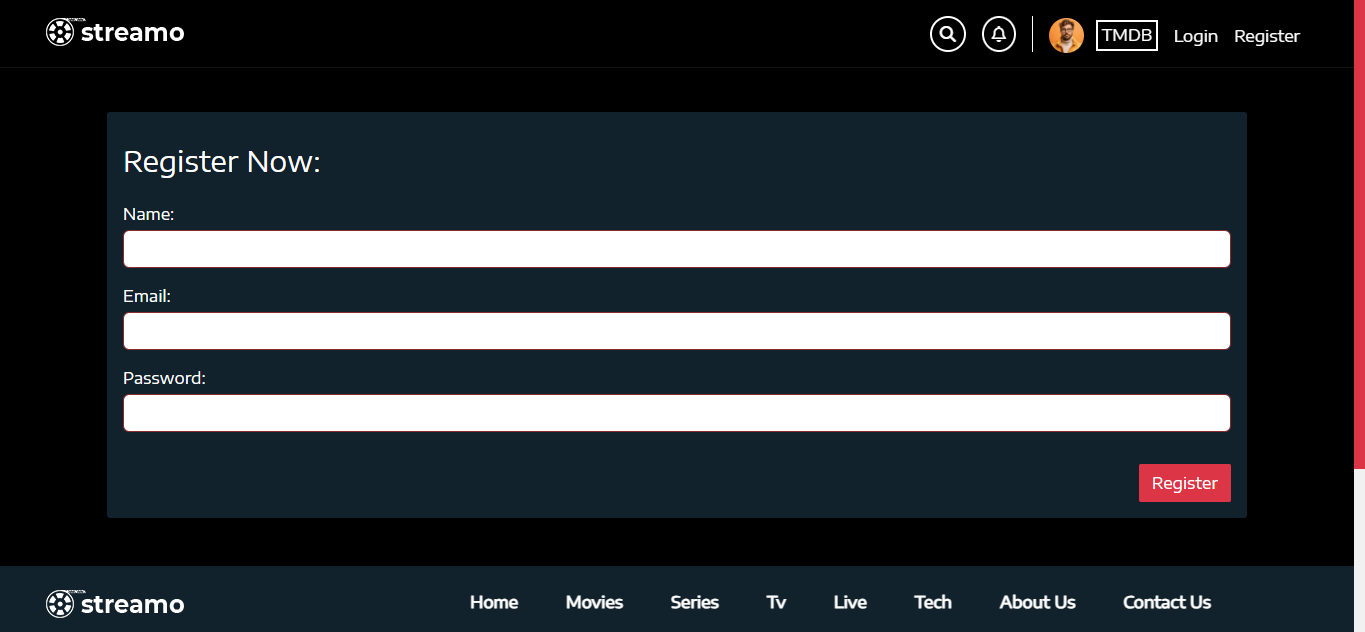 streamo
TMDB Login Register
Register Now:
Name:
Email:
Password:
Register
streamo
Home Movies Series Tv Live Tech About Us Contact Us